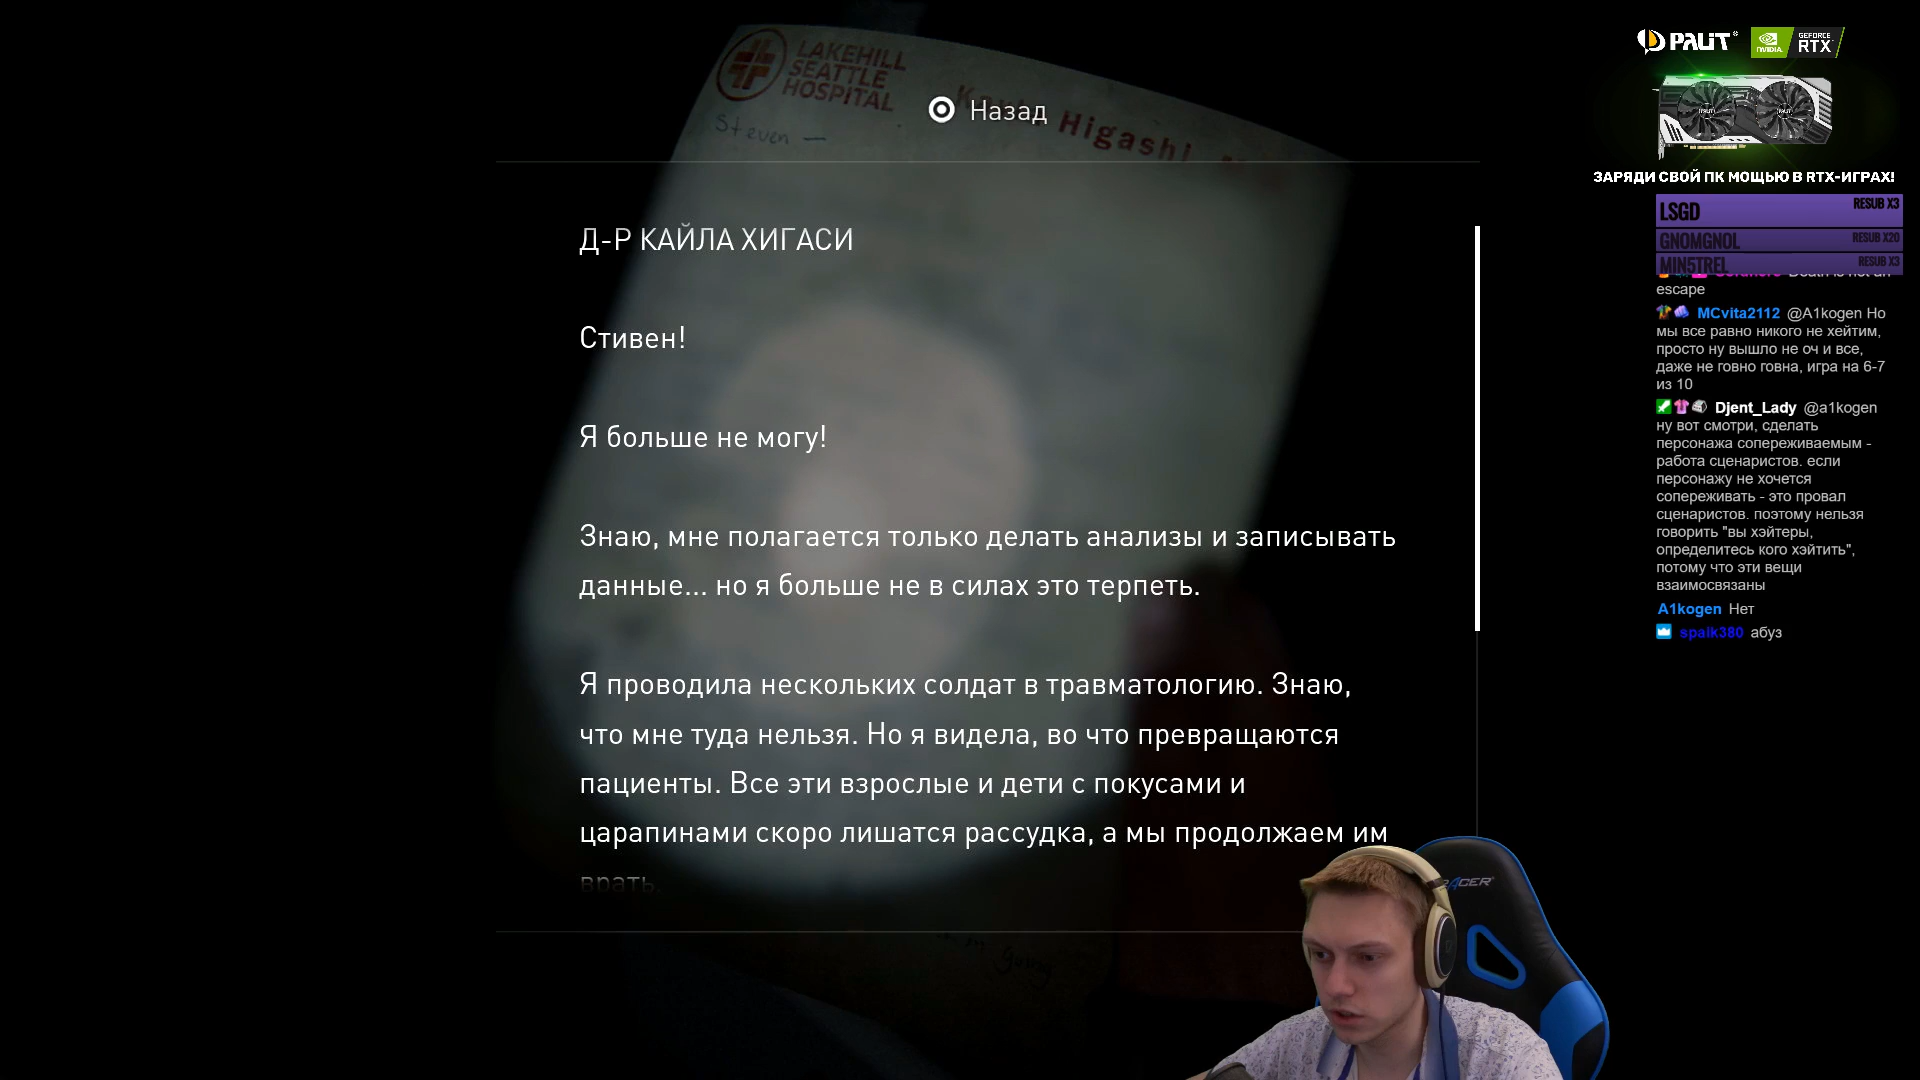 LAKEHILL
SEATTLE
HOSPITAL
Steven —
Higashi
Назад
Д-Р КАЙЛА ХИГАСИ
Стивен!
Я больше не могу!
Знаю, мне полагается только делать анализы и записывать
данные... но я больше не в силах это терпеть.
Я проводила нескольких солдат в травматологию. Знаю,
что мне туда нельзя. Но я видела, во что превращаются
пациенты. Все эти взрослые и дети с покусами и
царапинами скоро лишатся рассудка, а мы продолжаем им
врать.
PALIT
NVIDIA
GEFORCE
RTX
ЗАРЯДИ СВОЙ ПК МОЩЬЮ В RTX-ИГРАХ!
LSGD RESUB X3
GNOMGNOL RESUB X20
MIN5TREL RESUB X3
escape
MCvita2112 @A1kogen Но
мы все равно никого не хейтим,
просто ну вышло не оч и все,
даже не говно говна, игра на 6-7
из 10
Djent_Lady @a1kogen
ну вот смотри, сделать
персонажа сопереживаемым -
работа сценаристов. если
персонажу не хочется
сопереживать - это провал
сценаристов. поэтому нельзя
говорить "вы хэйтеры,
определитесь кого хэйтить",
потому что эти вещи
взаимосвязаны
A1kogen Нет
spaik380 абуз